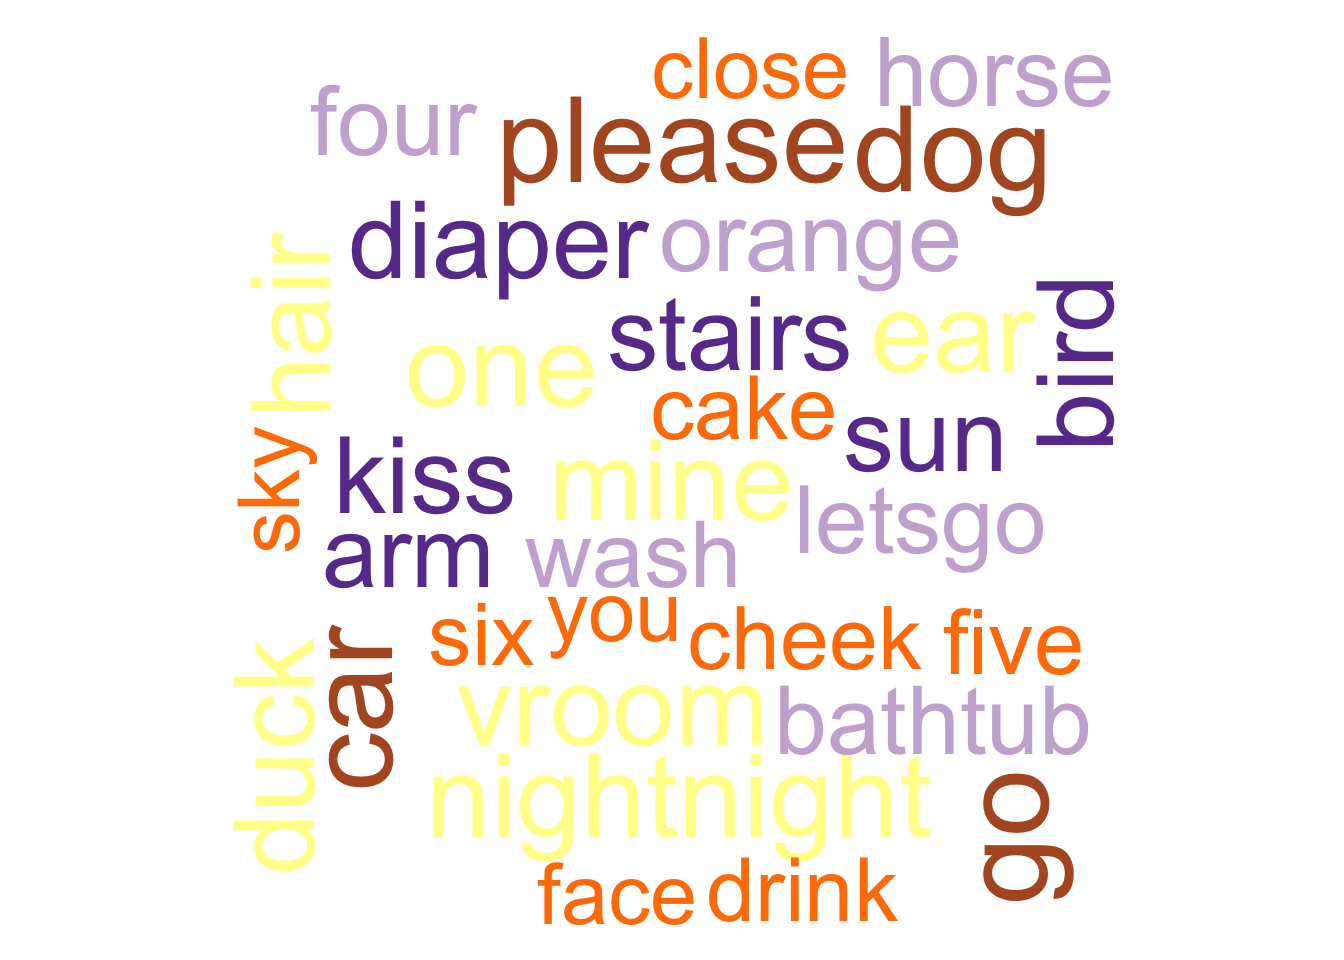 close horse
four please dog
diaper orange
hair
stairs ear
bird
one
cake
sun
sky
kiss mine
letsgo
arm wash
you
six cheek five
duck
car
vroom bathtub
nightnight
go
face drink